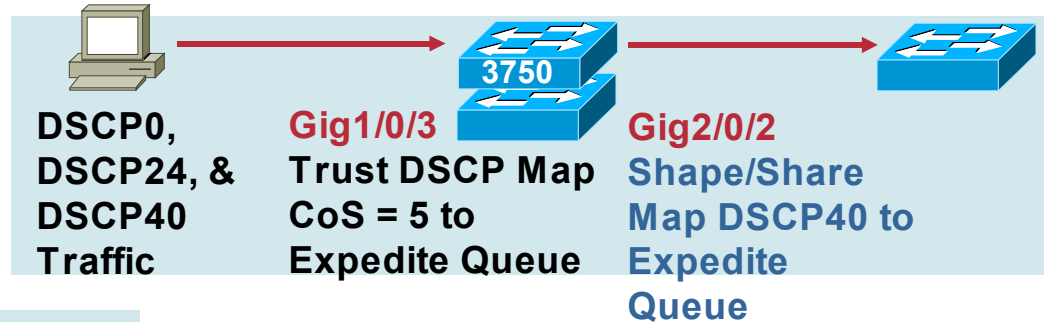 3750
DSCP0,
DSCP24, &
DSCP40
Traffic
Gig1/0/3
Trust DSCP Map
CoS = 5 to
Expedite Queue
Gig2/0/2
Shape/Share
Map DSCP40 to
Expedite
Queue